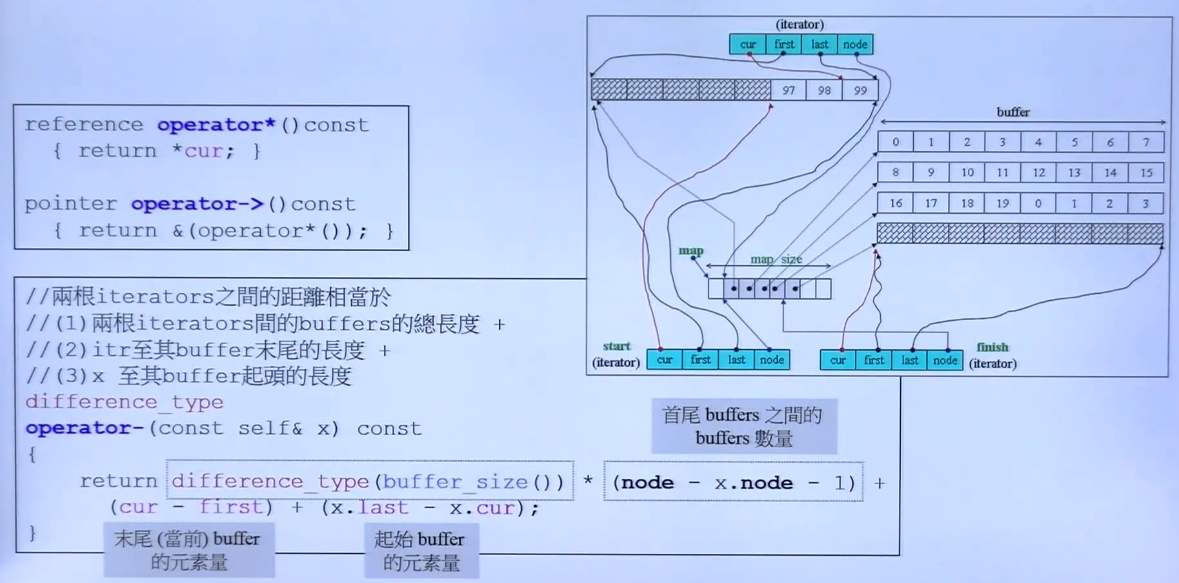 reference operator*()const
{ return *cur; }
pointer operator->()const
{ return &(operator*()); }
//兩根iterators之間的距離相當於
//(1)兩根iterators間的buffers的總長度 +
//(2)itr至其buffer末尾的長度 +
//(3)x 至其buffer起頭的長度
difference_type
operator-(const self& x) const
{
return difference_type(buffer_size()) * (node - x.node - 1) +
(cur - first) + (x.last - x.cur);
}
末尾 (當前) buffer
的元素量
起始 buffer
的元素量
首尾 buffers 之間的
buffers 數量
(iterator)
cur first last node
97 98 99
buffer
0 1 2 3 4 5 6 7
8 9 10 11 12 13 14 15
16 17 18 19 0 1 2 3
map
map size
start
(iterator)
cur first last node
cur first last node
finish
(iterator)